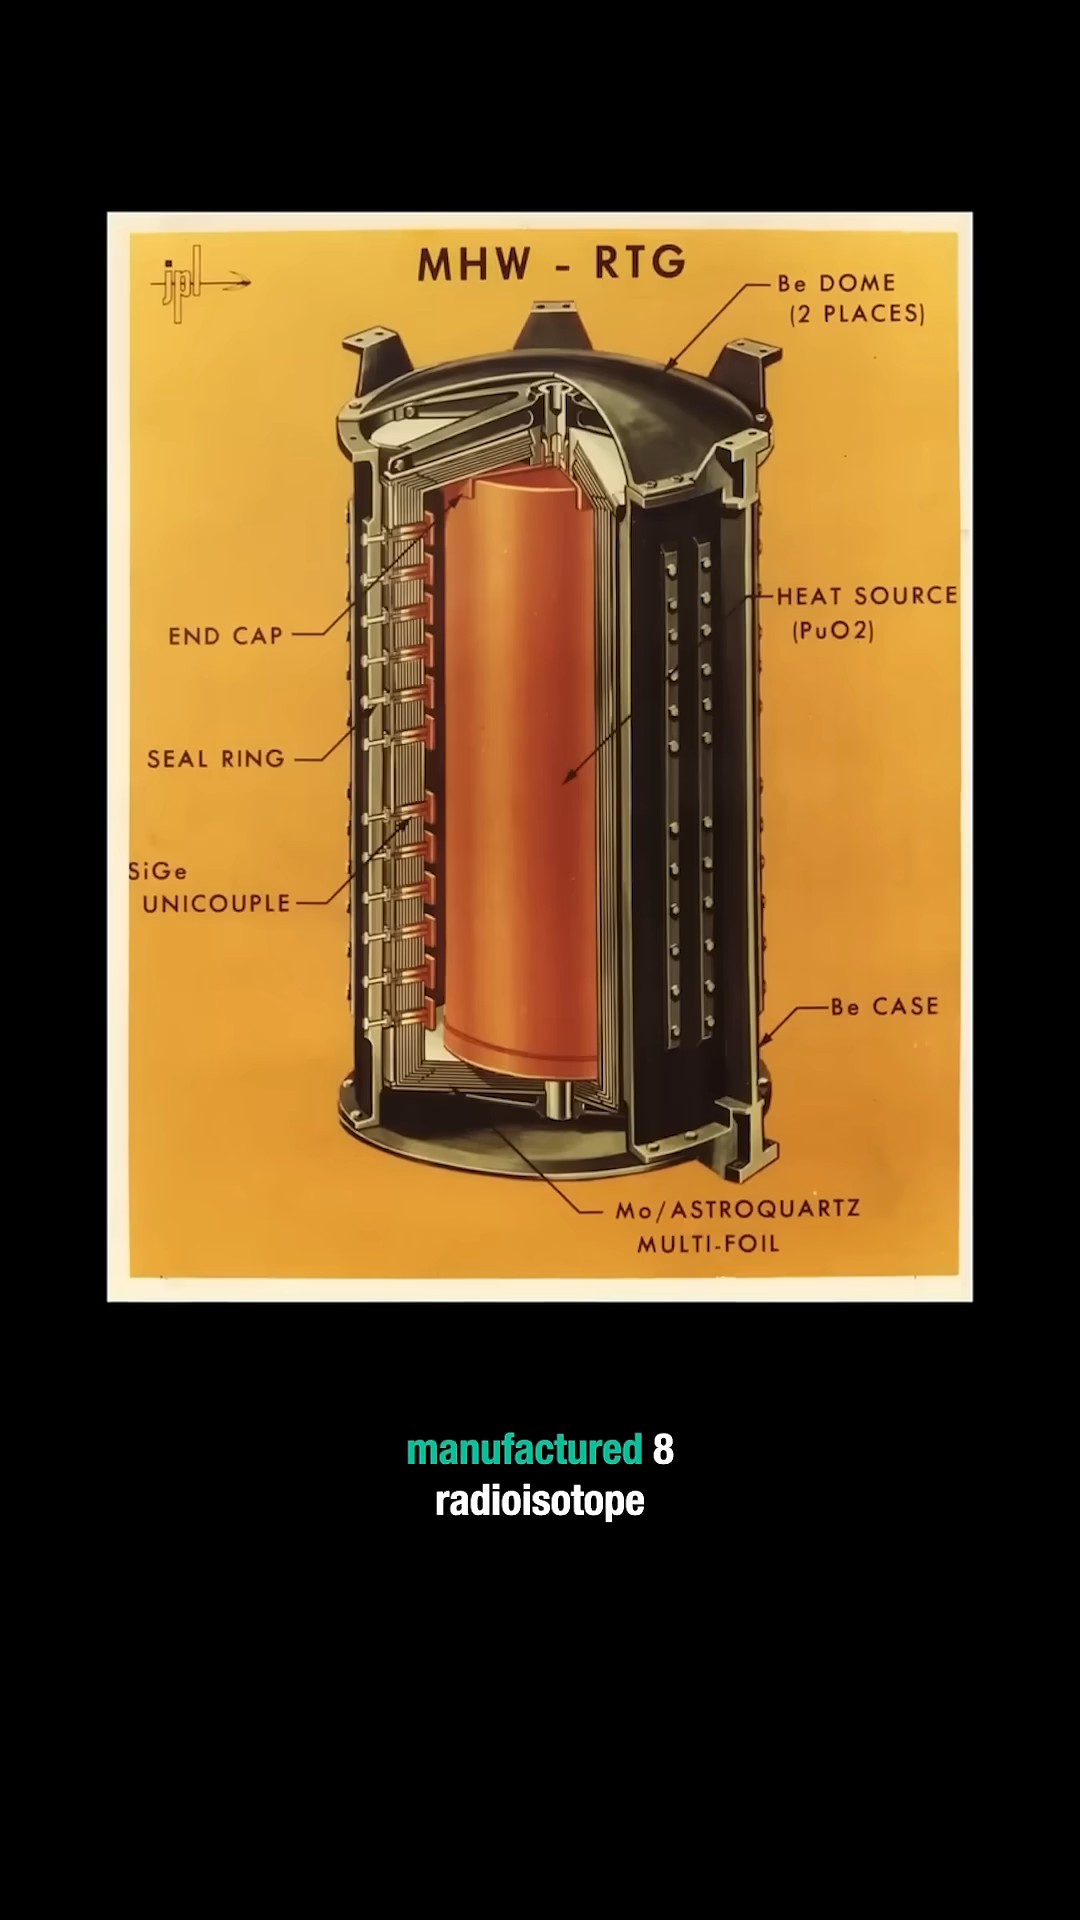 jpl
MHW - RTG
Be DOME
(2 PLACES)
HEAT SOURCE
(PuO2)
END CAP
SEAL RING
SiGe
UNICOUPLE
Be CASE
Mo/ASTROQUARTZ
MULTI-FOIL
manufactured 8
radioisotope